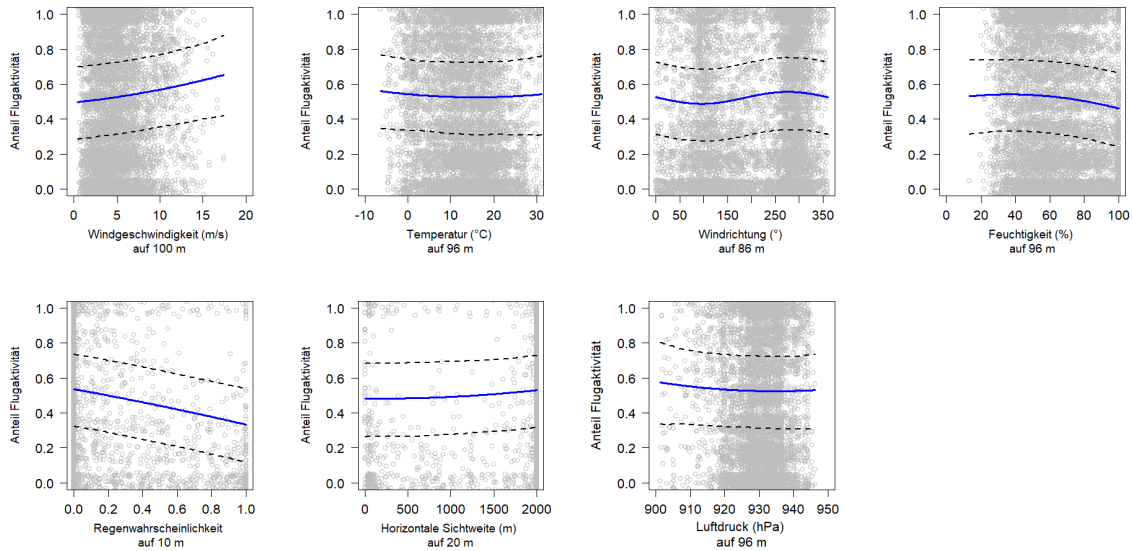 Anteil Flugaktivität
1.0
0.8
0.6
0.4
0.2
0.0
0 5 10 15 20
Windgeschwindigkeit (m/s)
auf 100 m
Anteil Flugaktivität
1.0
0.8
0.6
0.4
0.2
0.0
-10 0 10 20 30
Temperatur (°C)
auf 96 m
Anteil Flugaktivität
1.0
0.8
0.6
0.4
0.2
0.0
0 50 150 250 350
Windrichtung (°)
auf 86 m
Anteil Flugaktivität
1.0
0.8
0.6
0.4
0.2
0.0
0 20 40 60 80 100
Feuchtigkeit (%)
auf 96 m
Anteil Flugaktivität
1.0
0.8
0.6
0.4
0.2
0.0
0.0 0.2 0.4 0.6 0.8 1.0
Regenwahrscheinlichkeit
auf 10 m
Anteil Flugaktivität
1.0
0.8
0.6
0.4
0.2
0.0
0 500 1000 1500 2000
Horizontale Sichtweite (m)
auf 20 m
Anteil Flugaktivität
1.0
0.8
0.6
0.4
0.2
0.0
900 910 920 930 940 950
Luftdruck (hPa)
auf 96 m